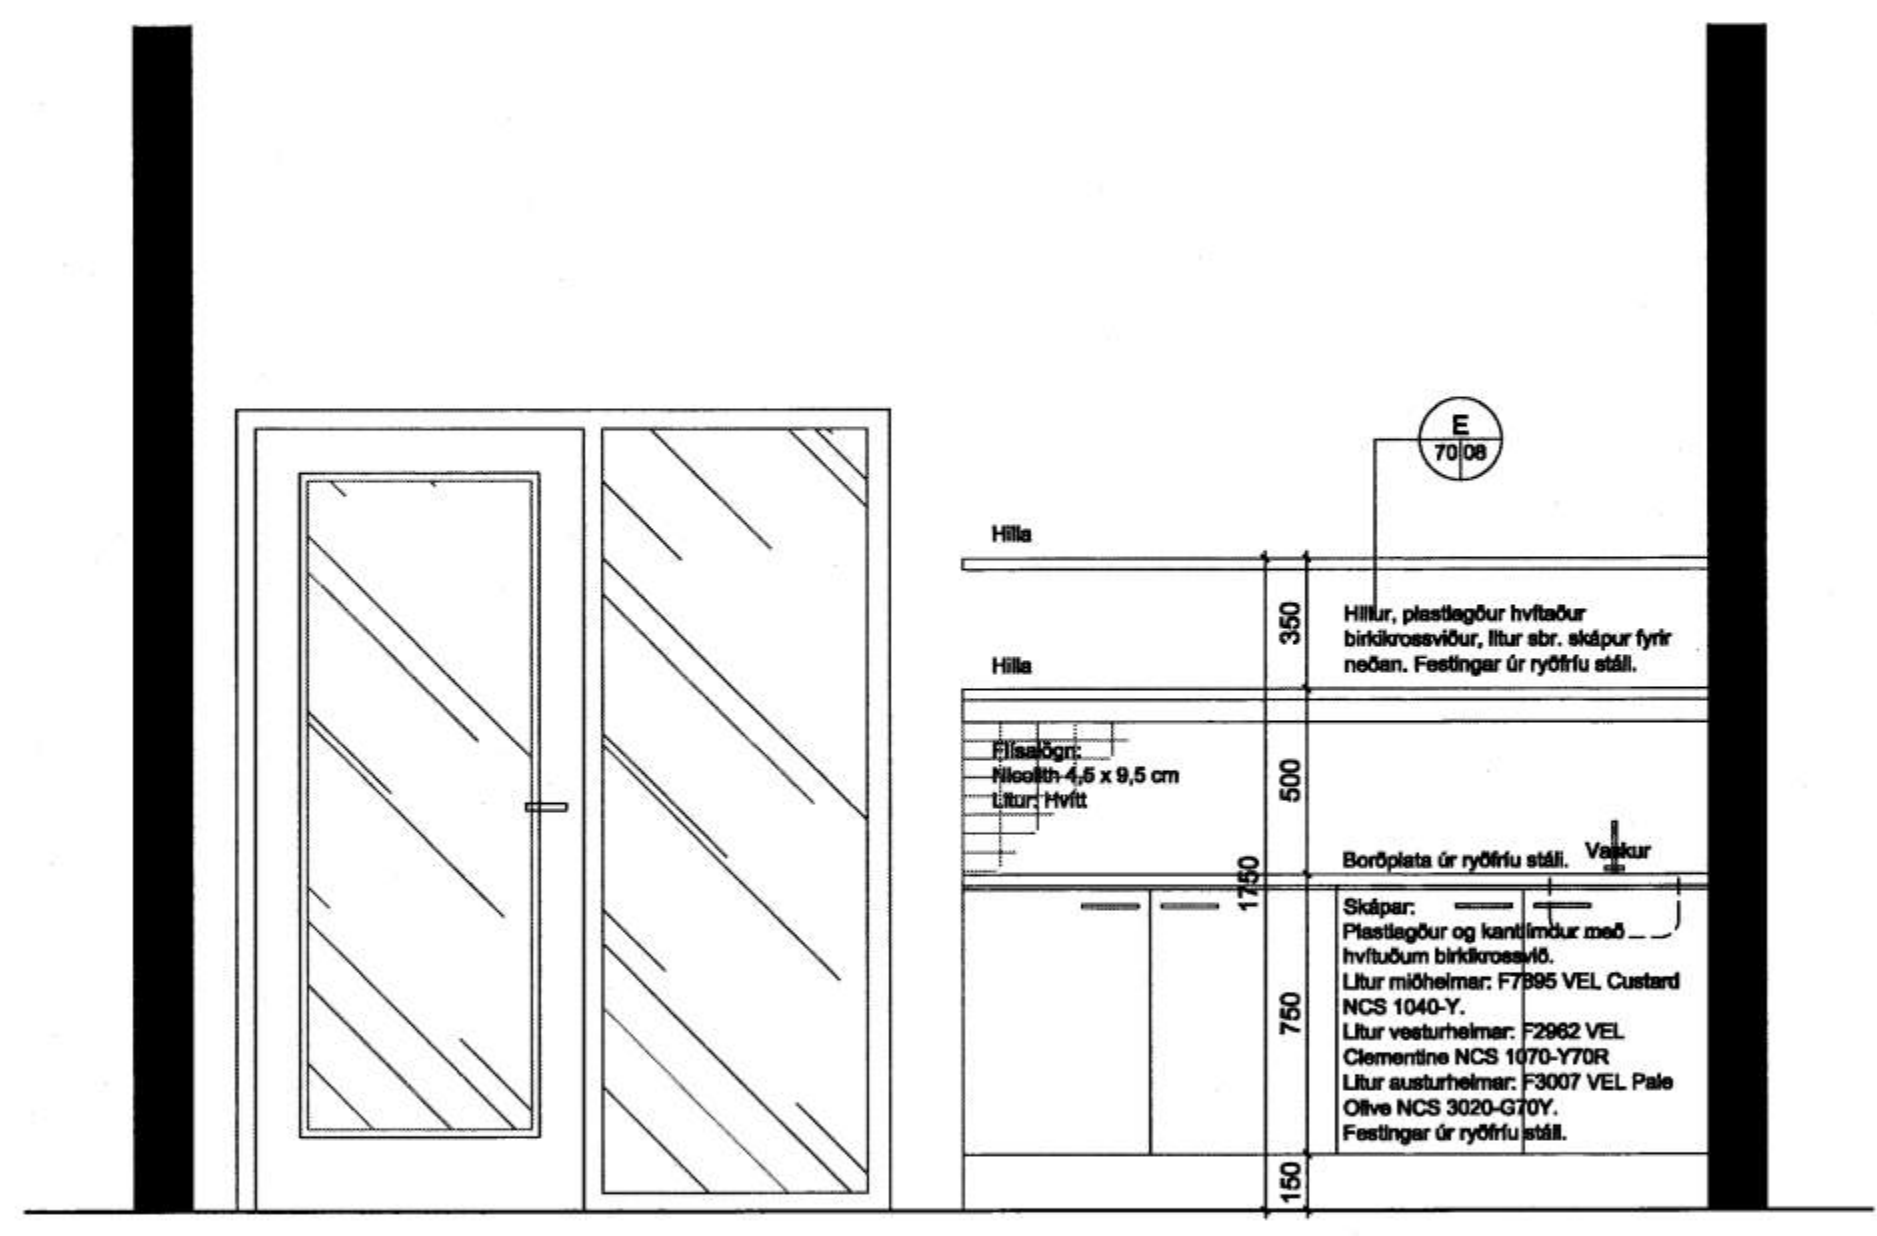 E
70 08
Hilla
350
Hillur, plastlagður hvítaður
birkikrossviður, litur sbr. skápur fyrir
neðan. Festingar úr ryðfríu stáli.
Hilla
Flísalögn:
Nicolith 4,5 x 9,5 cm
Litur: Hvítt
500
1750
Borðplata úr ryðfríu stáli.
Vaskur
Skápar:
Plastlagður og kantlímdur með
hvítuðum birkikrossvið.
Litur miðheimar: F7895 VEL Custard
NCS 1040-Y.
Litur vesturheimar: F2962 VEL
Clementine NCS 1070-Y70R
Litur austurheimar: F3007 VEL Pale
Olive NCS 3020-G70Y.
Festingar úr ryðfríu stáli.
750
150